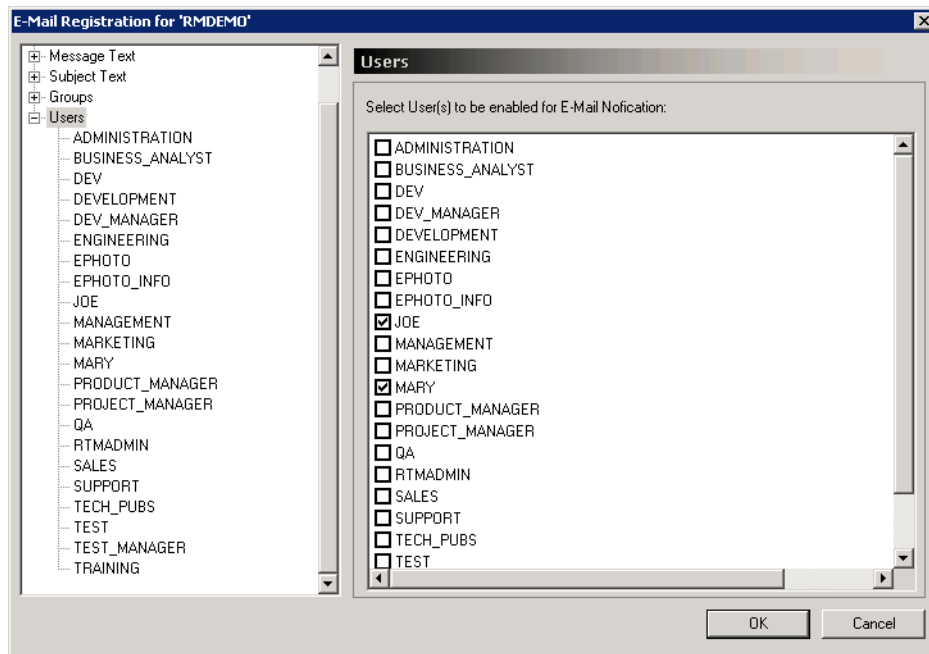 E-Mail Registration for 'RMDEMO'
Message Text
Subject Text
Groups
Users
ADMINISTRATION
BUSINESS_ANALYST
DEV
DEVELOPMENT
DEV_MANAGER
ENGINEERING
EPHOTO
EPHOTO_INFO
JOE
MANAGEMENT
MARKETING
MARY
PRODUCT_MANAGER
PROJECT_MANAGER
QA
RTMADMIN
SALES
SUPPORT
TECH_PUBS
TEST
TEST_MANAGER
TRAINING
Users
Select User(s) to be enabled for E-Mail Nofication:
ADMINISTRATION
BUSINESS_ANALYST
DEV
DEV_MANAGER
DEVELOPMENT
ENGINEERING
EPHOTO
EPHOTO_INFO
JOE
MANAGEMENT
MARKETING
MARY
PRODUCT_MANAGER
PROJECT_MANAGER
QA
RTMADMIN
SALES
SUPPORT
TECH_PUBS
TEST
OK
Cancel